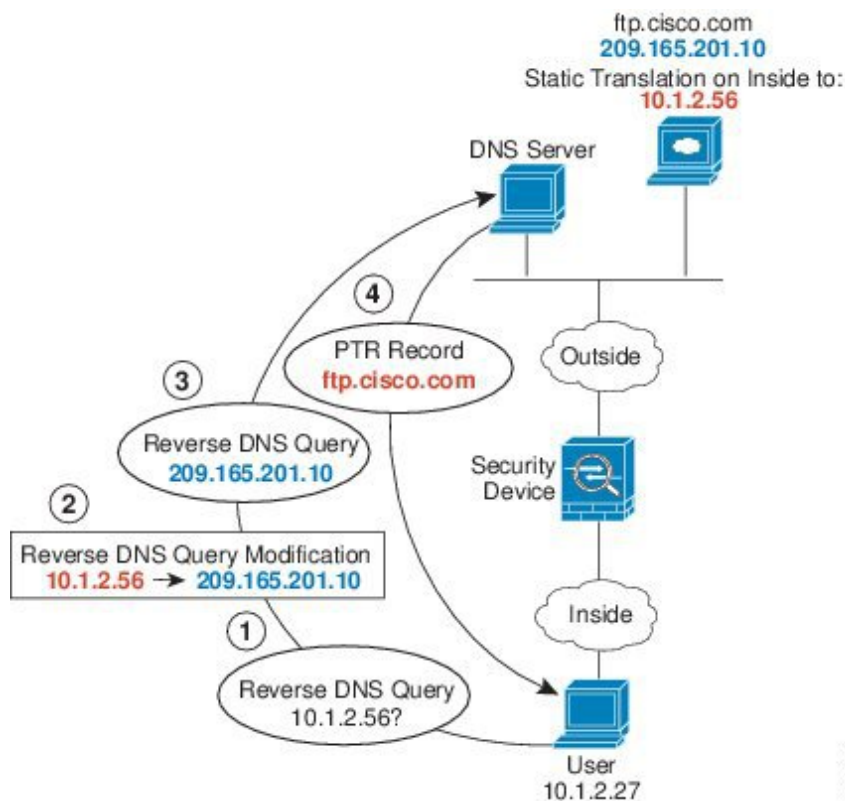 ftp.cisco.com
209.165.201.10
Static Translation on Inside to:
10.1.2.56
DNS Server
4
PTR Record
ftp.cisco.com
Outside
3
Reverse DNS Query
209.165.201.10
Security
Device
2
Reverse DNS Query Modification
10.1.2.56 → 209.165.201.10
Inside
1
Reverse DNS Query
10.1.2.56?
User
10.1.2.27